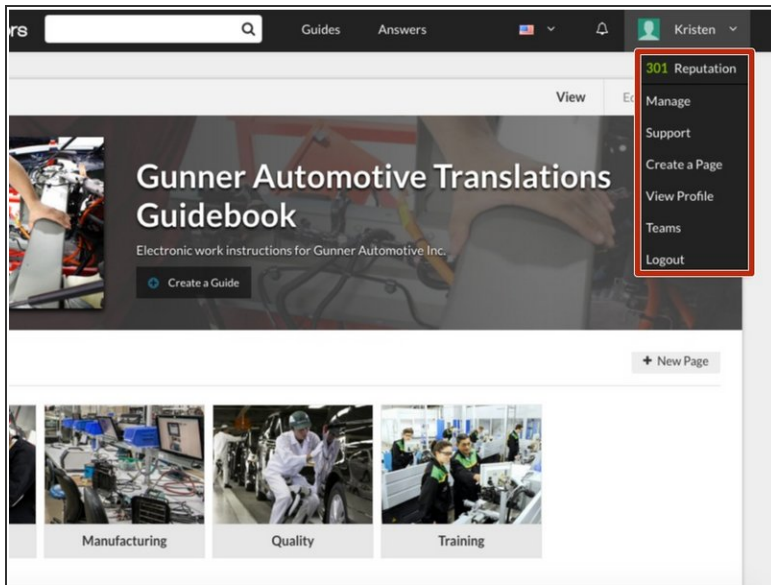 Guides
Answers
Kristen
301 Reputation
View
Manage
Support
Create a Page
View Profile
Teams
Logout
Gunner Automotive Translations
Guidebook
Electronic work instructions for Gunner Automotive Inc.
Create a Guide
+ New Page
Manufacturing
Quality
Training